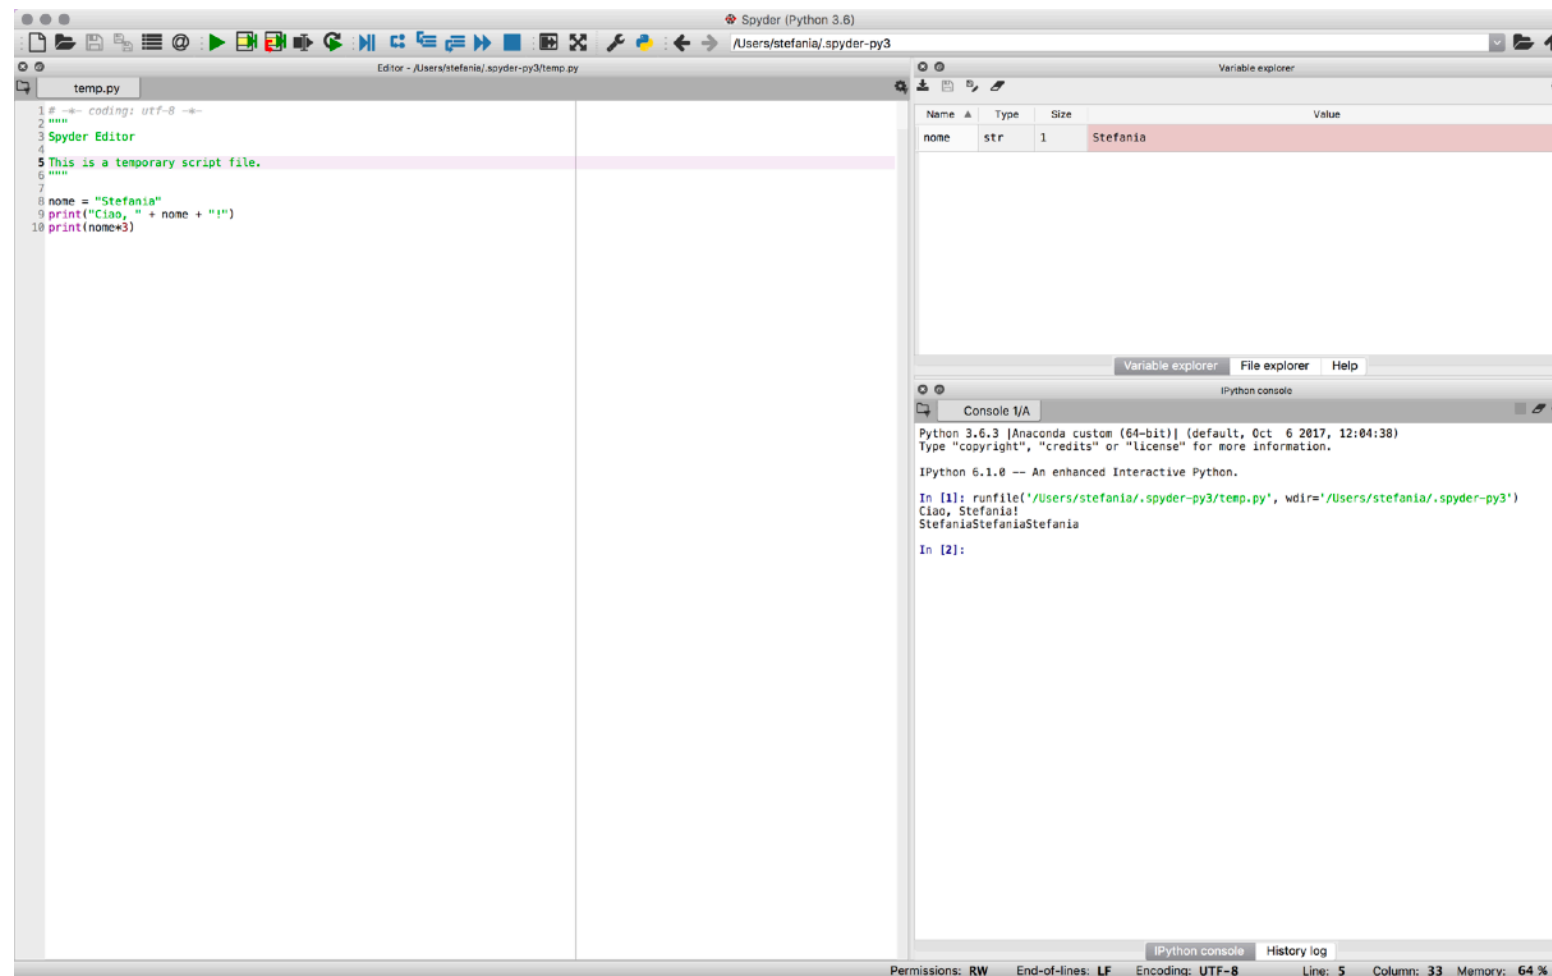 Spyder (Python 3.6)
/Users/stefania/.spyder-py3
Editor - /Users/stefania/.spyder-py3/temp.py
temp.py
1 # -*- coding: utf-8 -*-
2 """
3 Spyder Editor
4
5 This is a temporary script file.
6 """
7
8 nome = "Stefania"
9 print("Ciao, " + nome + "!")
10 print(nome*3)
Variable explorer
Name Type Size Value
nome str 1 Stefania
Variable explorer File explorer Help
IPython console
Console 1/A
Python 3.6.3 |Anaconda custom (64-bit)| (default, Oct  6 2017, 12:04:38)
Type "copyright", "credits" or "license" for more information.
IPython 6.1.0 -- An enhanced Interactive Python.
In [1]: runfile('/Users/stefania/.spyder-py3/temp.py', wdir='/Users/stefania/.spyder-py3')
Ciao, Stefania!
StefaniaStefaniaStefania
In [2]:
IPython console History log
Permissions: RW End-of-lines: LF Encoding: UTF-8 Line: 5 Column: 33 Memory: 64 %